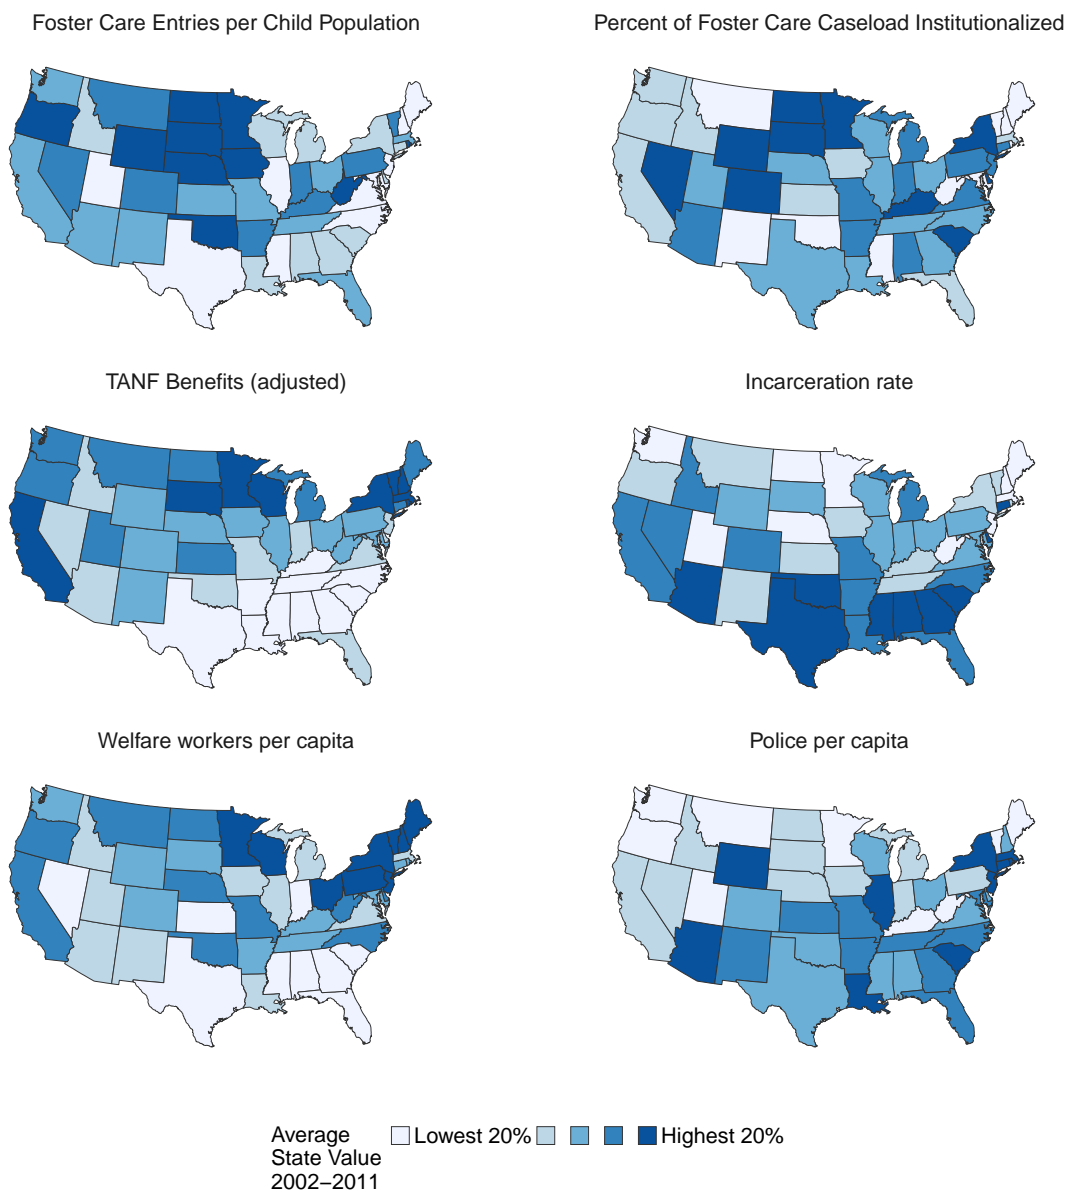 Foster Care Entries per Child Population
Percent of Foster Care Caseload Institutionalized
TANF Benefits (adjusted)
Incarceration rate
Welfare workers per capita
Police per capita
Average
State Value
2002−2011
Lowest 20%
Highest 20%